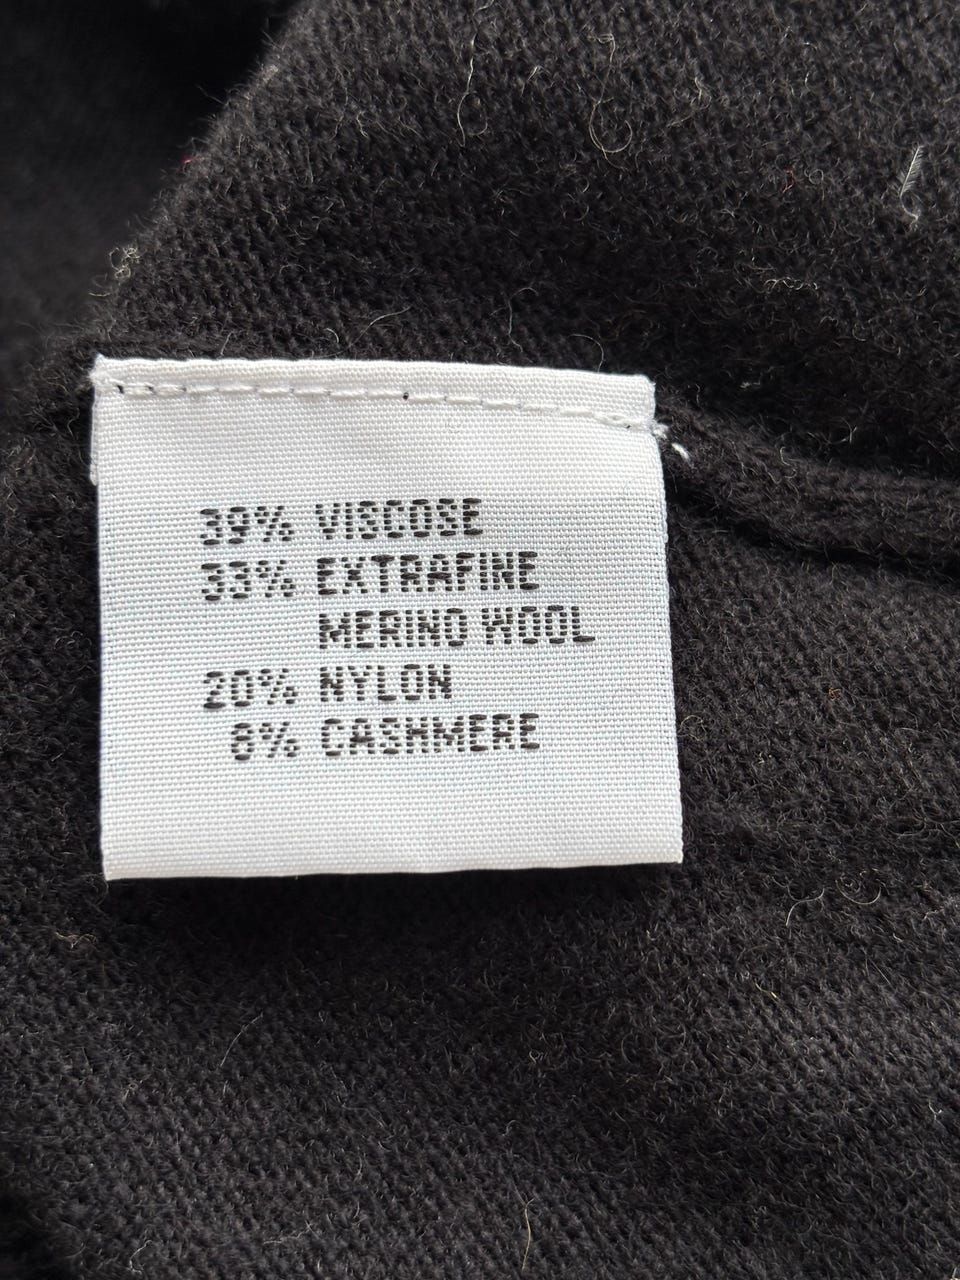 39% VISCOSE
33% EXTRAFINE
MERINO WOOL
20% NYLON
8% CASHMERE